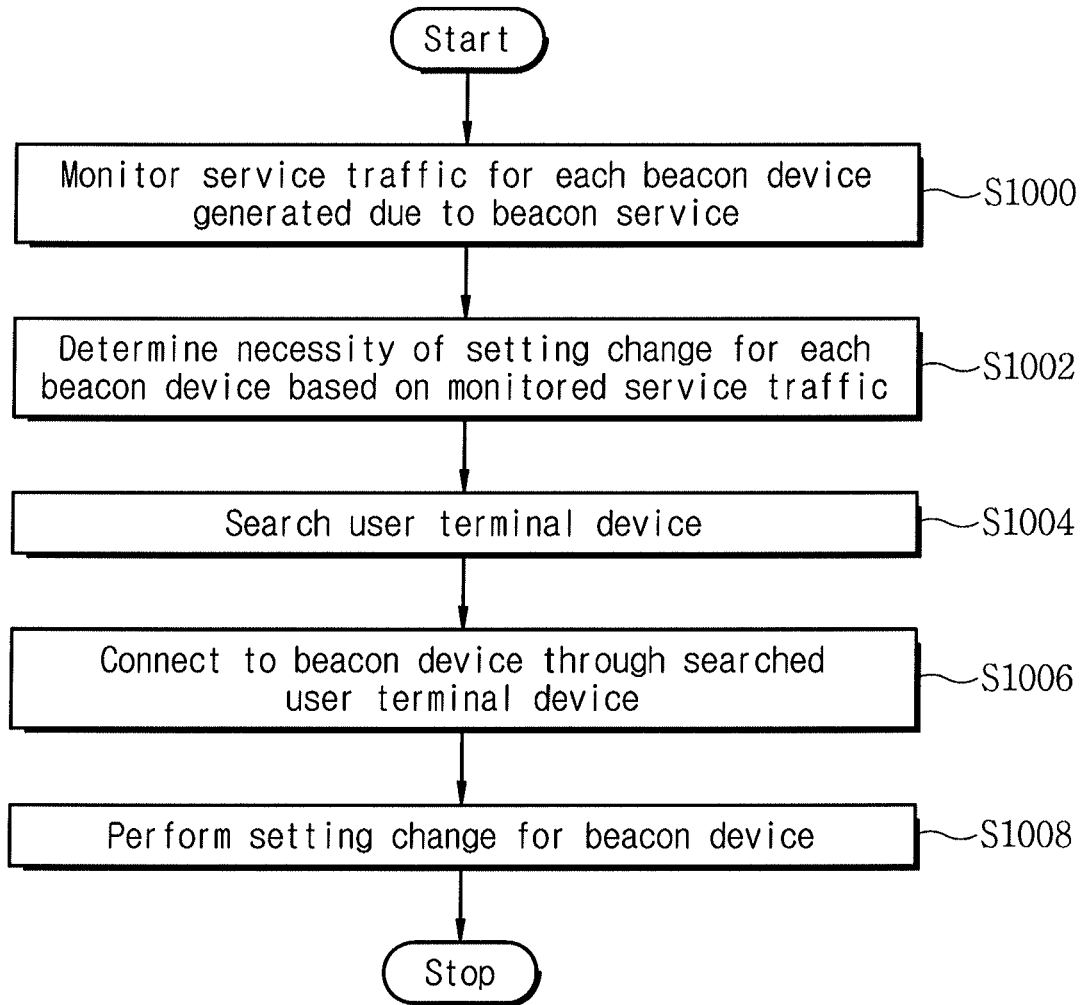 Start
Monitor service traffic for each beacon device
generated due to beacon service
S1000
Determine necessity of setting change for each
beacon device based on monitored service traffic
S1002
Search user terminal device
S1004
Connect to beacon device through searched
user terminal device
S1006
Perform setting change for beacon device
S1008
Stop